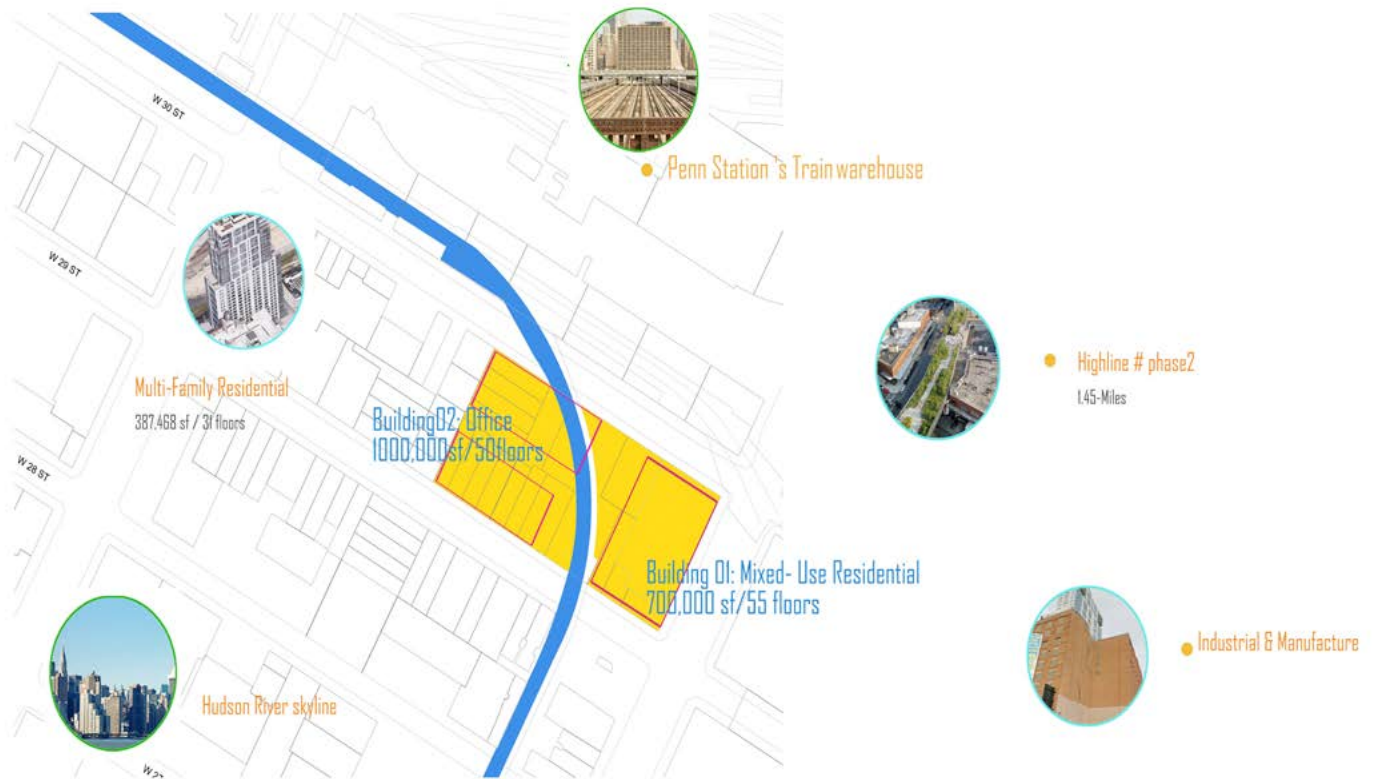 W 30 ST
Penn Station 's Train warehouse
W 29 ST
Multi-Family Residential
387,468 sf / 31 floors
Building02: Office
1000,000sf/50floors
Highline # phase2
1.45-Miles
W 28 ST
Building 01: Mixed- Use Residential
700,000 sf/55 floors
Industrial & Manufacture
Hudson River skyline
W 27